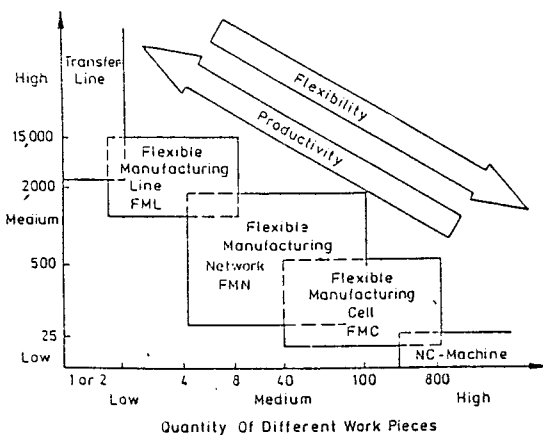 High
15,000
2000
Medium
500
25
Low
Transfer
Line
Flexibility
Productivity
Flexible
Manufacturing
Line
FML
Flexible
Manufacturing
Network
FMN
Flexible
Manufacturing
Cell
FMC
NC-Machine
1 or 2
4
8
40
100
800
Low
Medium
High
Quantity Of Different Work Pieces